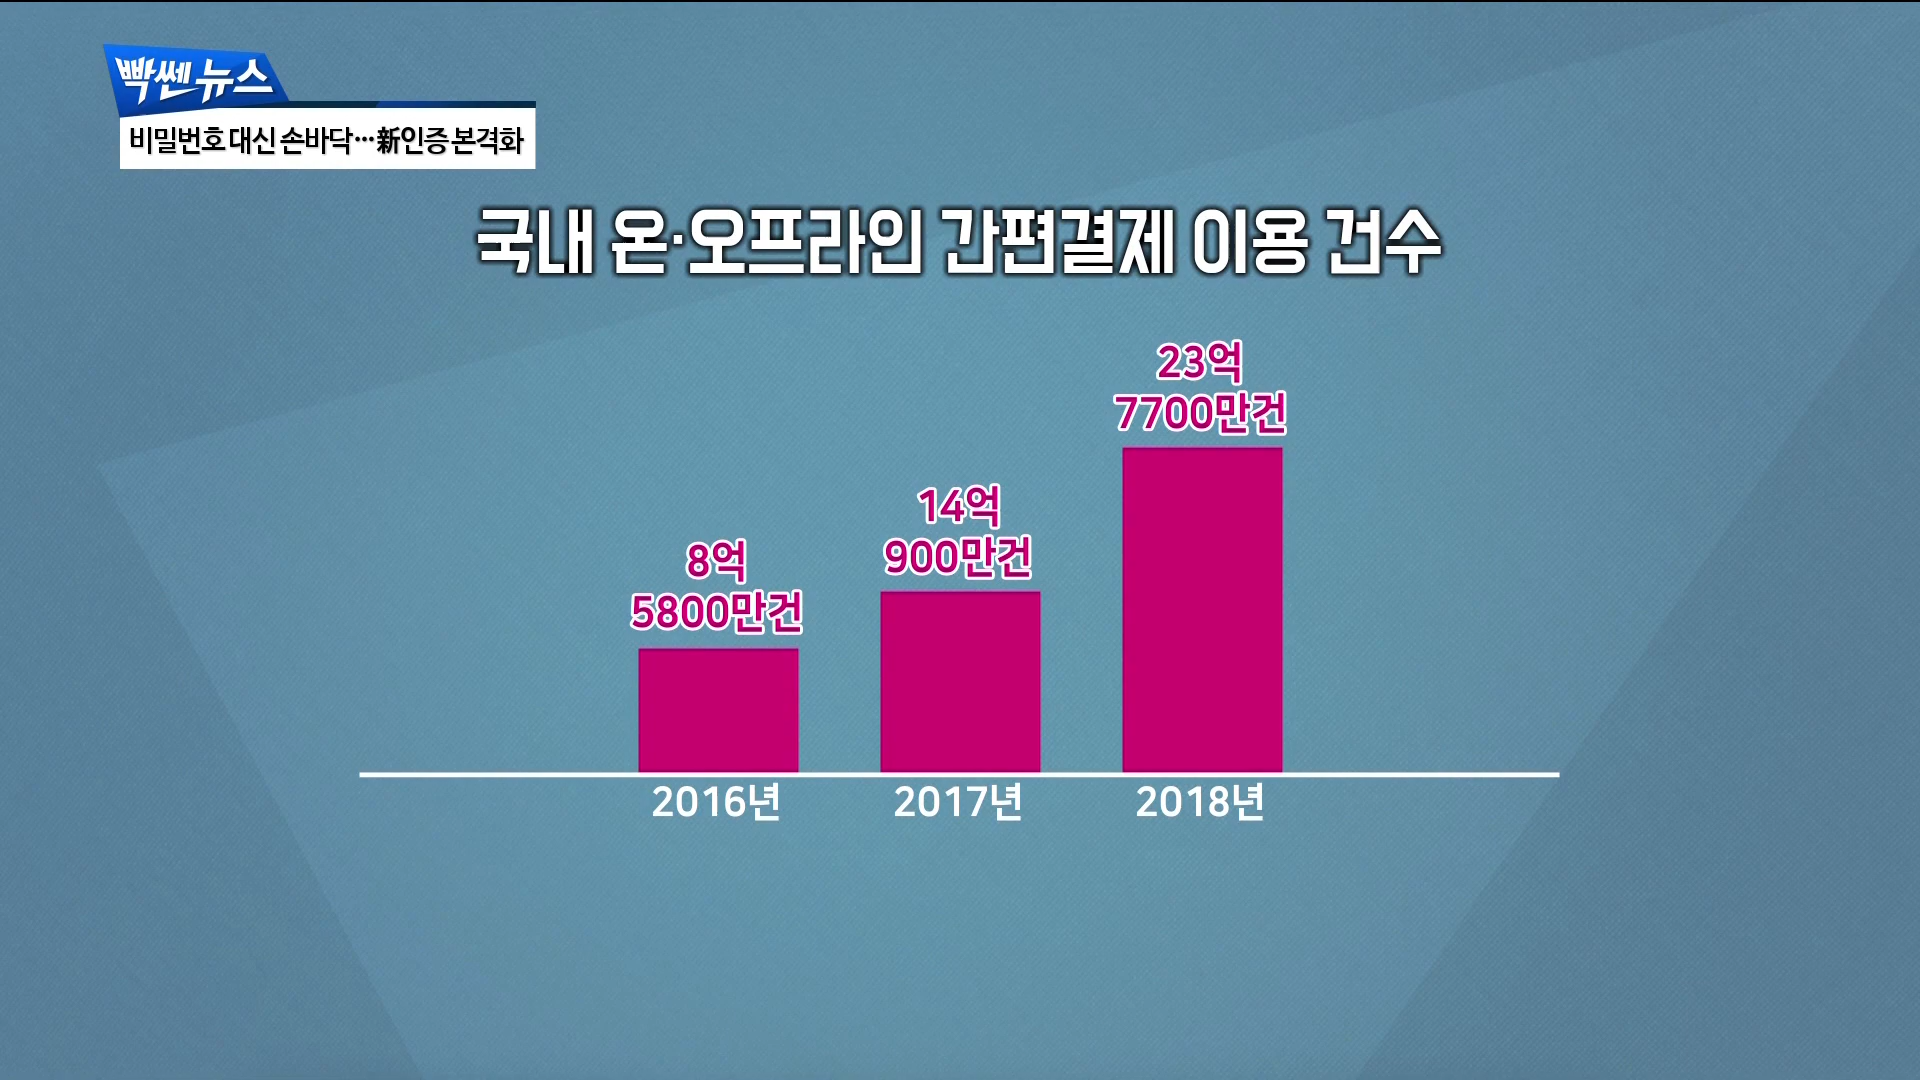 빡쎈뉴스
비밀번호 대신 손바닥…新인증 본격화
국내 온·오프라인 간편결제 이용 건수
8억
5800만건
14억
900만건
23억
7700만건
2016년
2017년
2018년